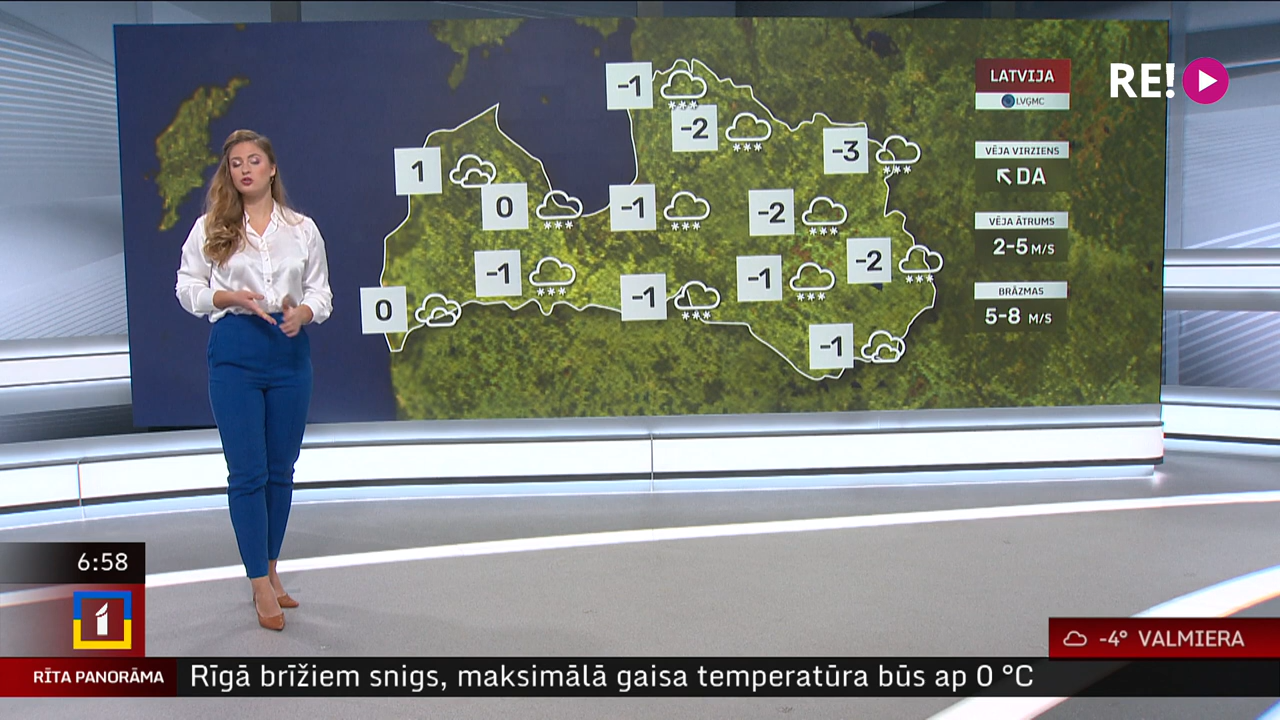 RE!
LATVIJA
LVĢMC
VĒJA VIRZIENS
DA
VĒJA ĀTRUMS
2-5 M/S
BRĀZMAS
5-8 M/S
-1
-2
-3
1
0
-1
-2
-1
-1
-1
-2
0
-1
6:58
1
-4° VALMIERA
RĪTA PANORĀMA
Rīgā brīžiem snigs, maksimālā gaisa temperatūra būs ap 0 °C